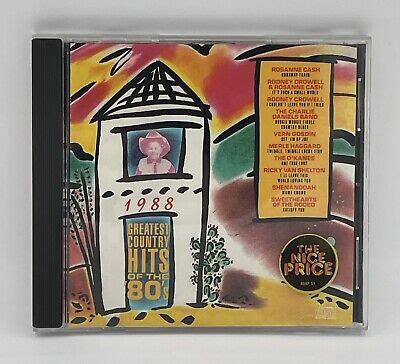 ROSANNE CASH
RUNAWAY TRAIN
RODNEY CROWELL
& ROSANNE CASH
IT'S SUCH A SMALL WORLD
RODNEY CROWELL
I COULDN'T LEAVE YOU IF I TRIED
THE CHARLIE
DANIELS BAND
BOOGIE WOOGIE FIDDLE
COUNTRY BLUES
VERN GOSDIN
SET 'EM UP JOE
MERLE HAGGARD
TWINKLE, TWINKLE LUCKY STAR
THE O'KANES
ONE TRUE LOVE
RICKY VAN SHELTON
I'LL LEAVE THIS
WORLD LOVING YOU
SHENANDOAH
MAMA KNOWS
SWEETHEARTS
OF THE RODEO
SATISFY YOU
1988
GREATEST
COUNTRY
HITS
OF THE
'80's
THE
NICE
PRICE